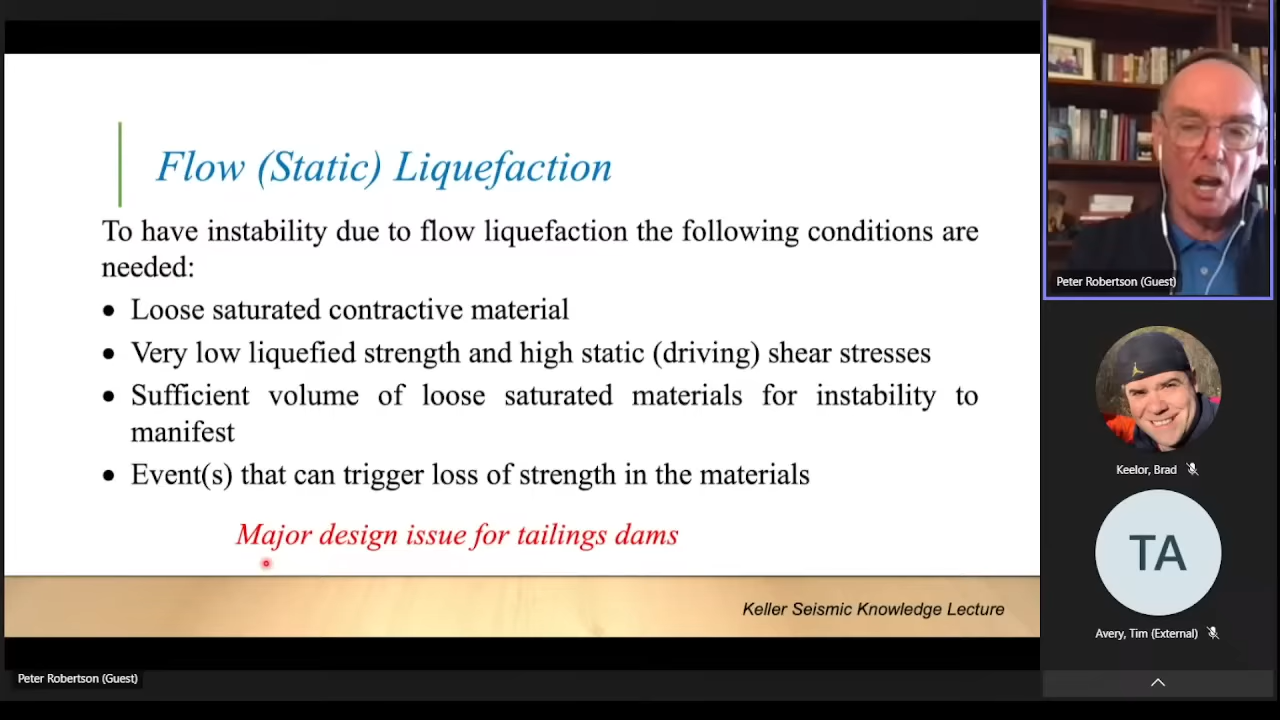 Flow (Static) Liquefaction
To have instability due to flow liquefaction the following conditions are
needed:
• Loose saturated contractive material
• Very low liquefied strength and high static (driving) shear stresses
• Sufficient volume of loose saturated materials for instability to
manifest
• Event(s) that can trigger loss of strength in the materials
Major design issue for tailings dams
Keller Seismic Knowledge Lecture
Peter Robertson (Guest)
Peter Robertson (Guest)
Keelor, Brad
TA
Avery, Tim (External)